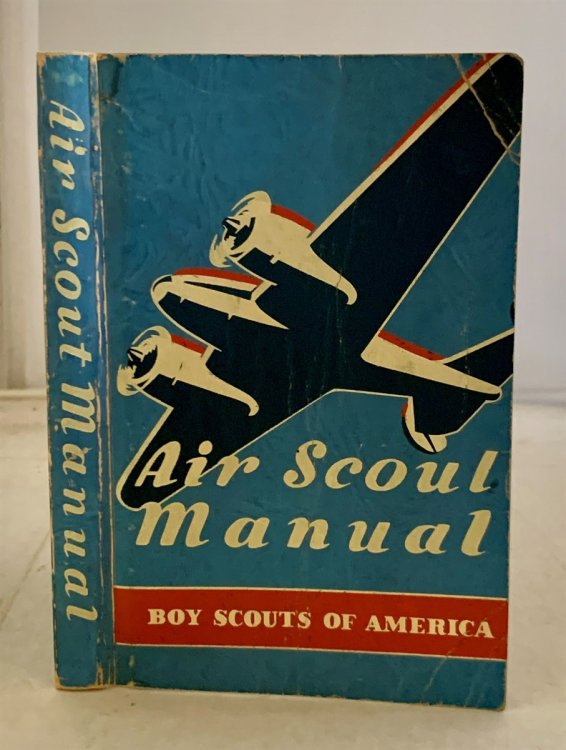 Air Scout Manual
Air Scout
Manual
BOY SCOUTS OF AMERICA